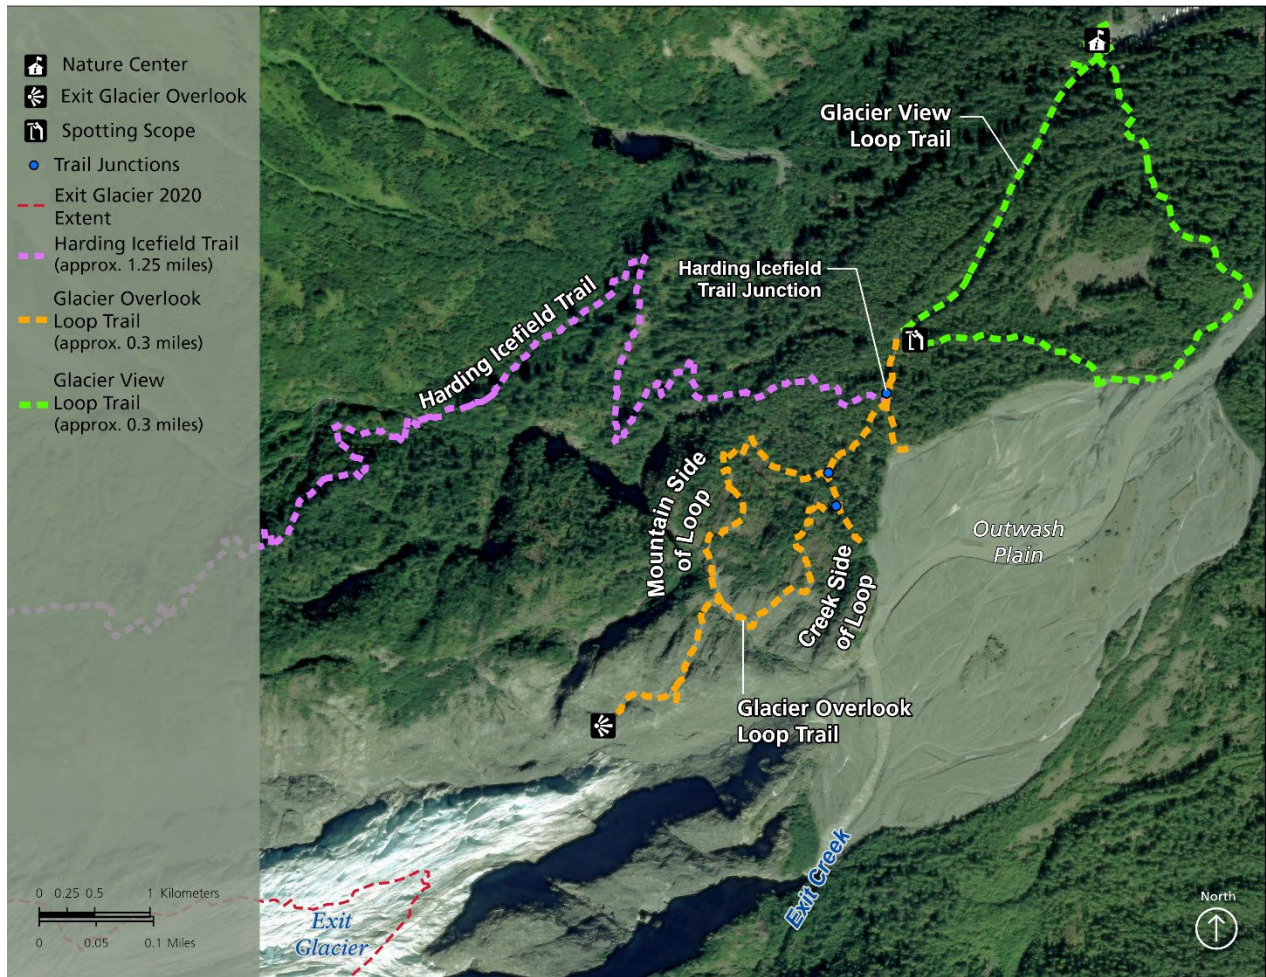 Nature Center
Exit Glacier Overlook
Spotting Scope
Trail Junctions
Exit Glacier 2020
Extent
Harding Icefield Trail
(approx. 1.25 miles)
Glacier Overlook
Loop Trail
(approx. 0.3 miles)
Glacier View
Loop Trail
(approx. 0.3 miles)
Glacier View
Loop Trail
Harding Icefield
Trail Junction
Harding Icefield Trail
Mountain Side
of Loop
Creek Side
of Loop
Outwash
Plain
Glacier Overlook
Loop Trail
Exit Creek
Exit
Glacier
0 0.25 0.5 1 Kilometers
0 0.05 0.1 Miles
North